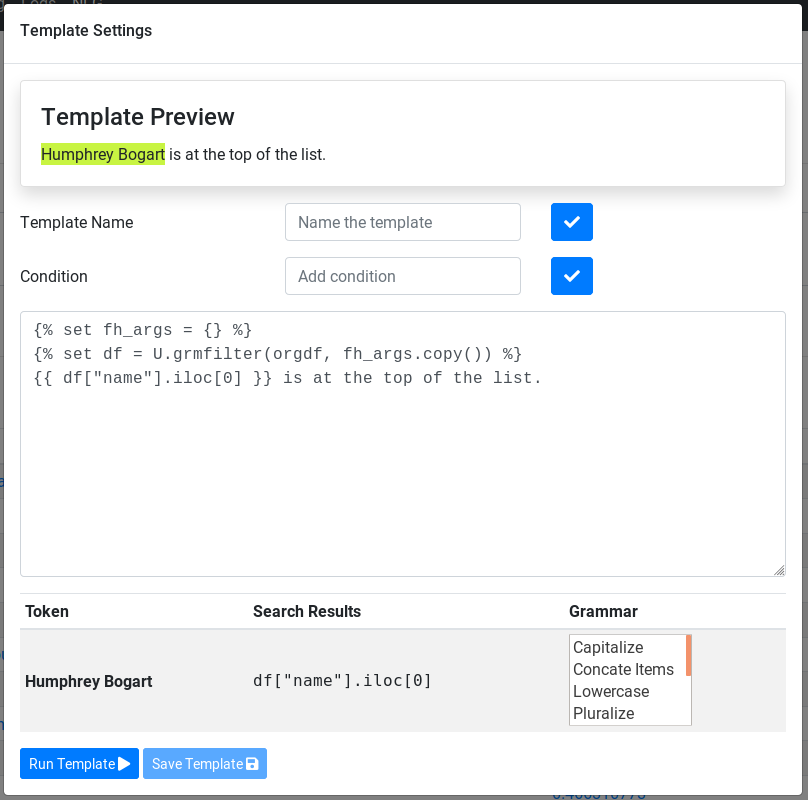 Template Settings
Template Preview
Humphrey Bogart is at the top of the list.
Template Name
Name the template
Condition
Add condition
{% set fh_args = {} %}
{% set df = U.grmfilter(orgdf, fh_args.copy()) %}
{{ df["name"].iloc[0] }} is at the top of the list.
Token Search Results Grammar
Humphrey Bogart df["name"].iloc[0]
Capitalize
Concate Items
Lowercase
Pluralize
Run Template Save Template